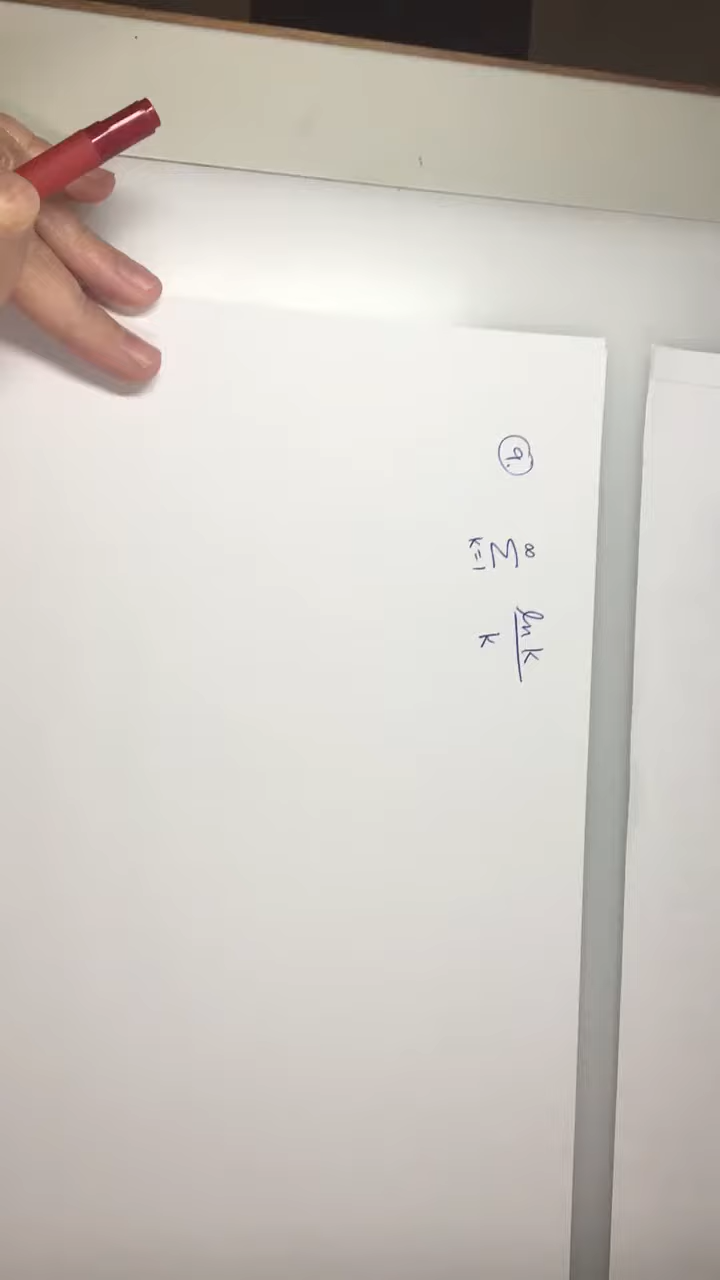 9. ∞
∑ ln k / k
k=1